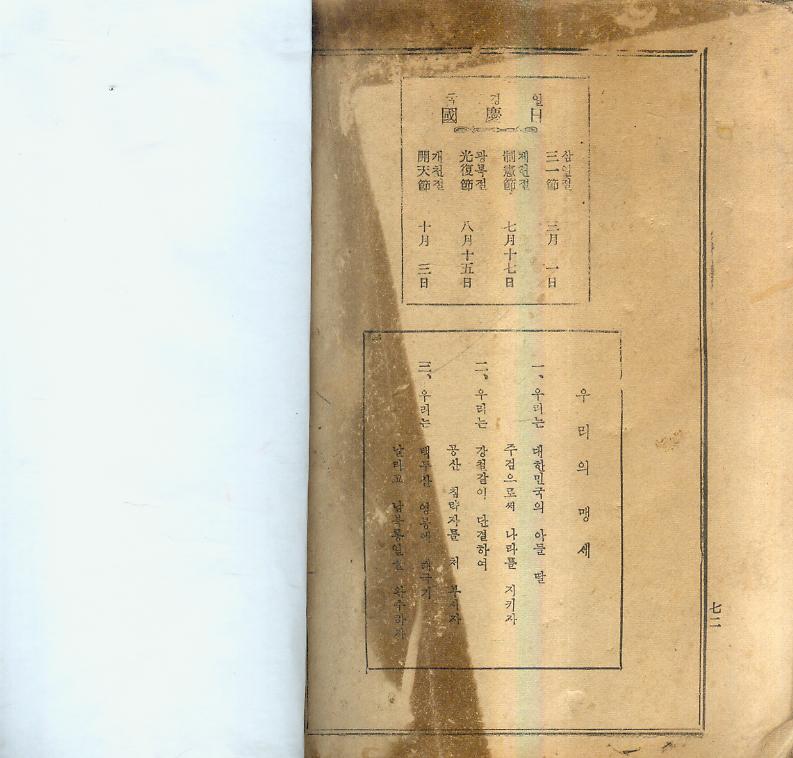 국경일
國慶日
삼일절
三一節 三月 一日
제헌절
制憲節 七月十七日
광복절
光復節 八月十五日
개천절
開天節 十月 三日
우리의 맹세
一、우리는 대한민국의 아들 딸
주검으로써 나라를 지키자
二、우리는 강철같이 단결하여
공산 침략자를 처 부시자
三、우리는 백두산 영봉에 태극기
날리고 남북통일을 완수하자
七二